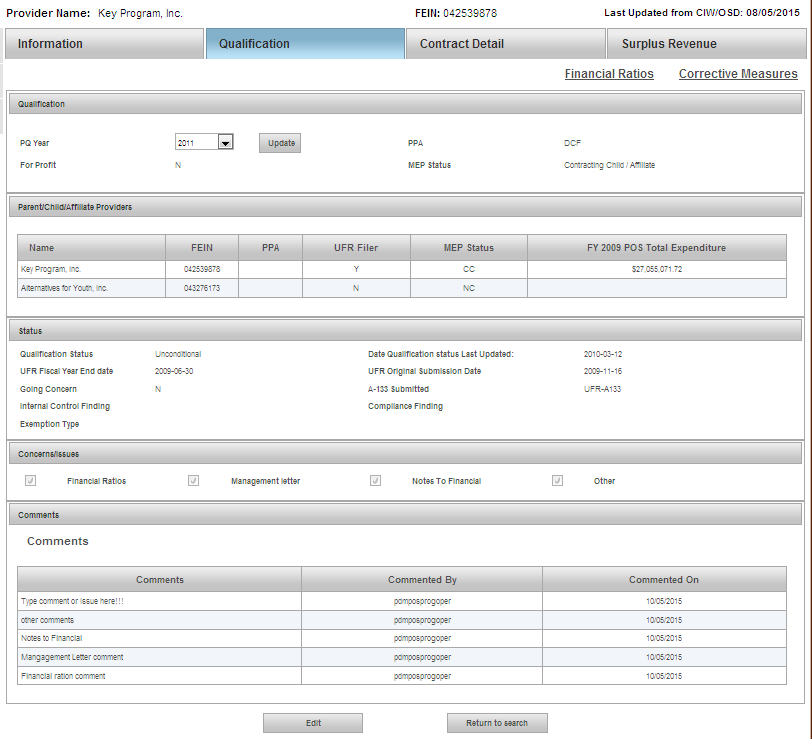 Provider Name: Key Program, Inc. FEIN: 042539878 Last Updated from CIW/OSD: 08/05/2015
Information Qualification Contract Detail Surplus Revenue
Financial Ratios Corrective Measures
Qualification
PQ Year 2011 Update PPA DCF
For Profit N MEP Status Contracting Child / Affiliate
Parent/Child/Affiliate Providers
Name FEIN PPA UFR Filer MEP Status FY 2009 POS Total Expenditure
Key Program, Inc. 042539878 Y CC $27,055,071.72
Alternatives for Youth, Inc. 043276173 N NC
Status
Qualification Status Unconditional Date Qualification status Last Updated: 2010-03-12
UFR Fiscal Year End date 2009-06-30 UFR Original Submission Date 2009-11-16
Going Concern N A-133 Submitted UFR-A133
Internal Control Finding Compliance Finding
Exemption Type
Concerns/Issues
Financial Ratios Management letter Notes To Financial Other
Comments
Comments
Comments Commented By Commented On
Type comment or issue here!!! pdmposprogoper 10/05/2015
other comments pdmposprogoper 10/05/2015
Notes to Financial pdmposprogoper 10/05/2015
Mangagement Letter comment pdmposprogoper 10/05/2015
Financial ration comment pdmposprogoper 10/05/2015
Edit Return to search